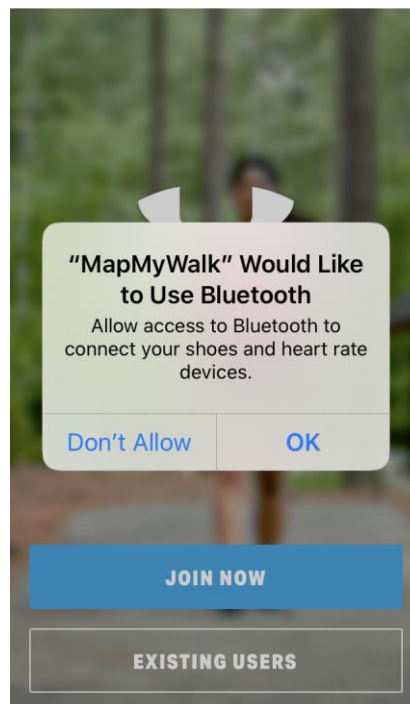 “MapMyWalk” Would Like
to Use Bluetooth
Allow access to Bluetooth to
connect your shoes and heart rate
devices.
Don’t Allow
OK
JOIN NOW
EXISTING USERS